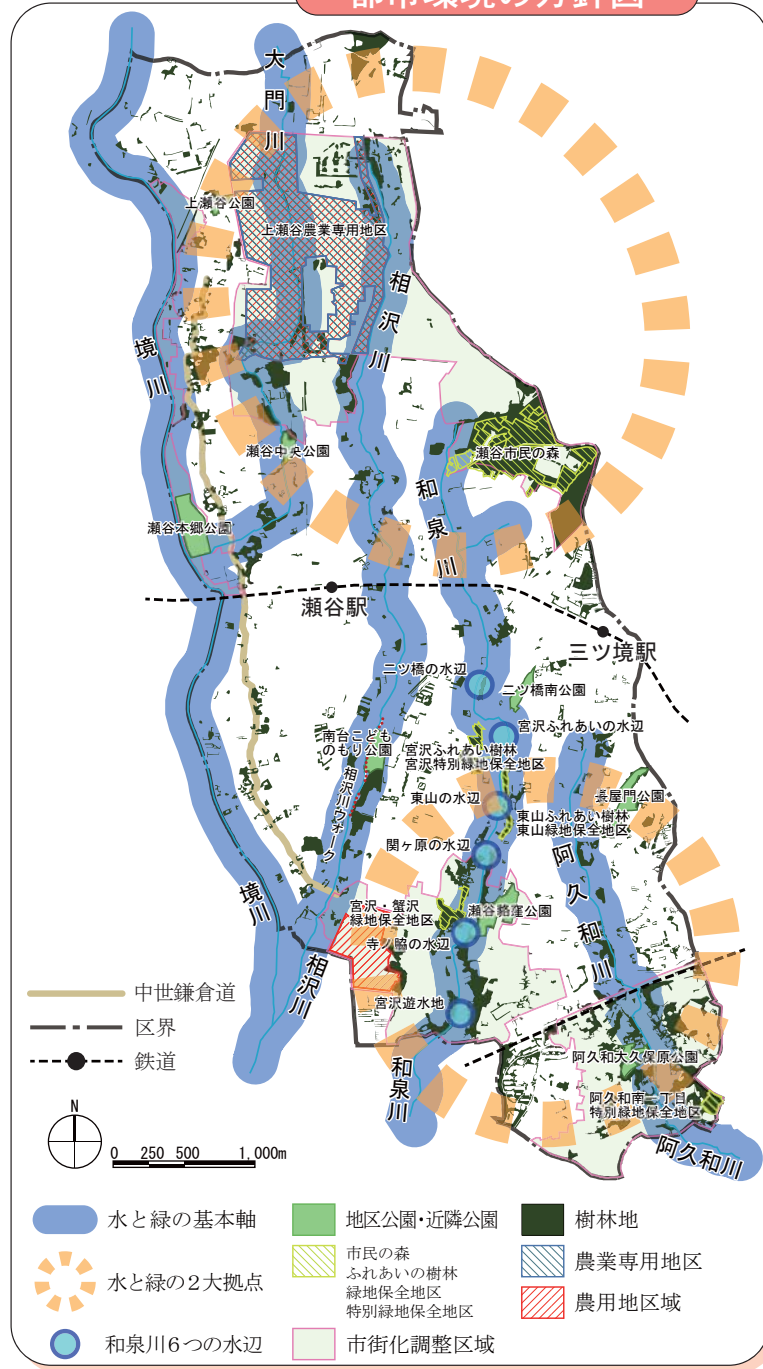 都市環境の方針図
大門川
上瀬谷公園
上瀬谷農業専用地区
相沢川
境川
瀬谷中央公園
瀬谷市民の森
和泉川
瀬谷本郷公園
瀬谷駅
三ツ境駅
二ツ橋の水辺
二ツ橋南公園
宮沢ふれあいの水辺
南台こども
のもり公園
宮沢ふれあい樹林
宮沢特別緑地保全地区
相沢川ウォーク
東山の水辺
長屋門公園
東山ふれあい樹林
東山緑地保全地区
関ヶ原の水辺
阿久和川
境川
宮沢・蟹沢
緑地保全地区
瀬谷貉窪公園
寺ノ脇の水辺
相沢川
宮沢遊水地
和泉川
阿久和大久保原公園
阿久和南一丁目
特別緑地保全地区
阿久和川
中世鎌倉道
区界
鉄道
N
0 250 500 1,000m
水と緑の基本軸
地区公園・近隣公園
樹林地
水と緑の2大拠点
市民の森
ふれあいの樹林
緑地保全地区
特別緑地保全地区
農業専用地区
農用地区域
和泉川6つの水辺
市街化調整区域